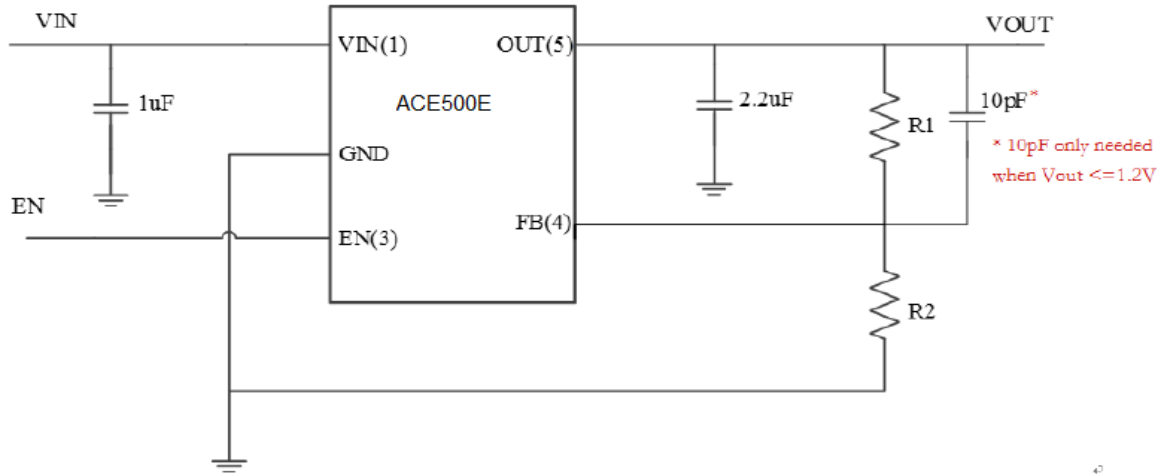 VIN
VOUT
VIN(1)
OUT(5)
1uF
ACE500E
2.2uF
10pF*
R1
* 10pF only needed
when Vout <=1.2V
GND
EN
FB(4)
EN(3)
R2